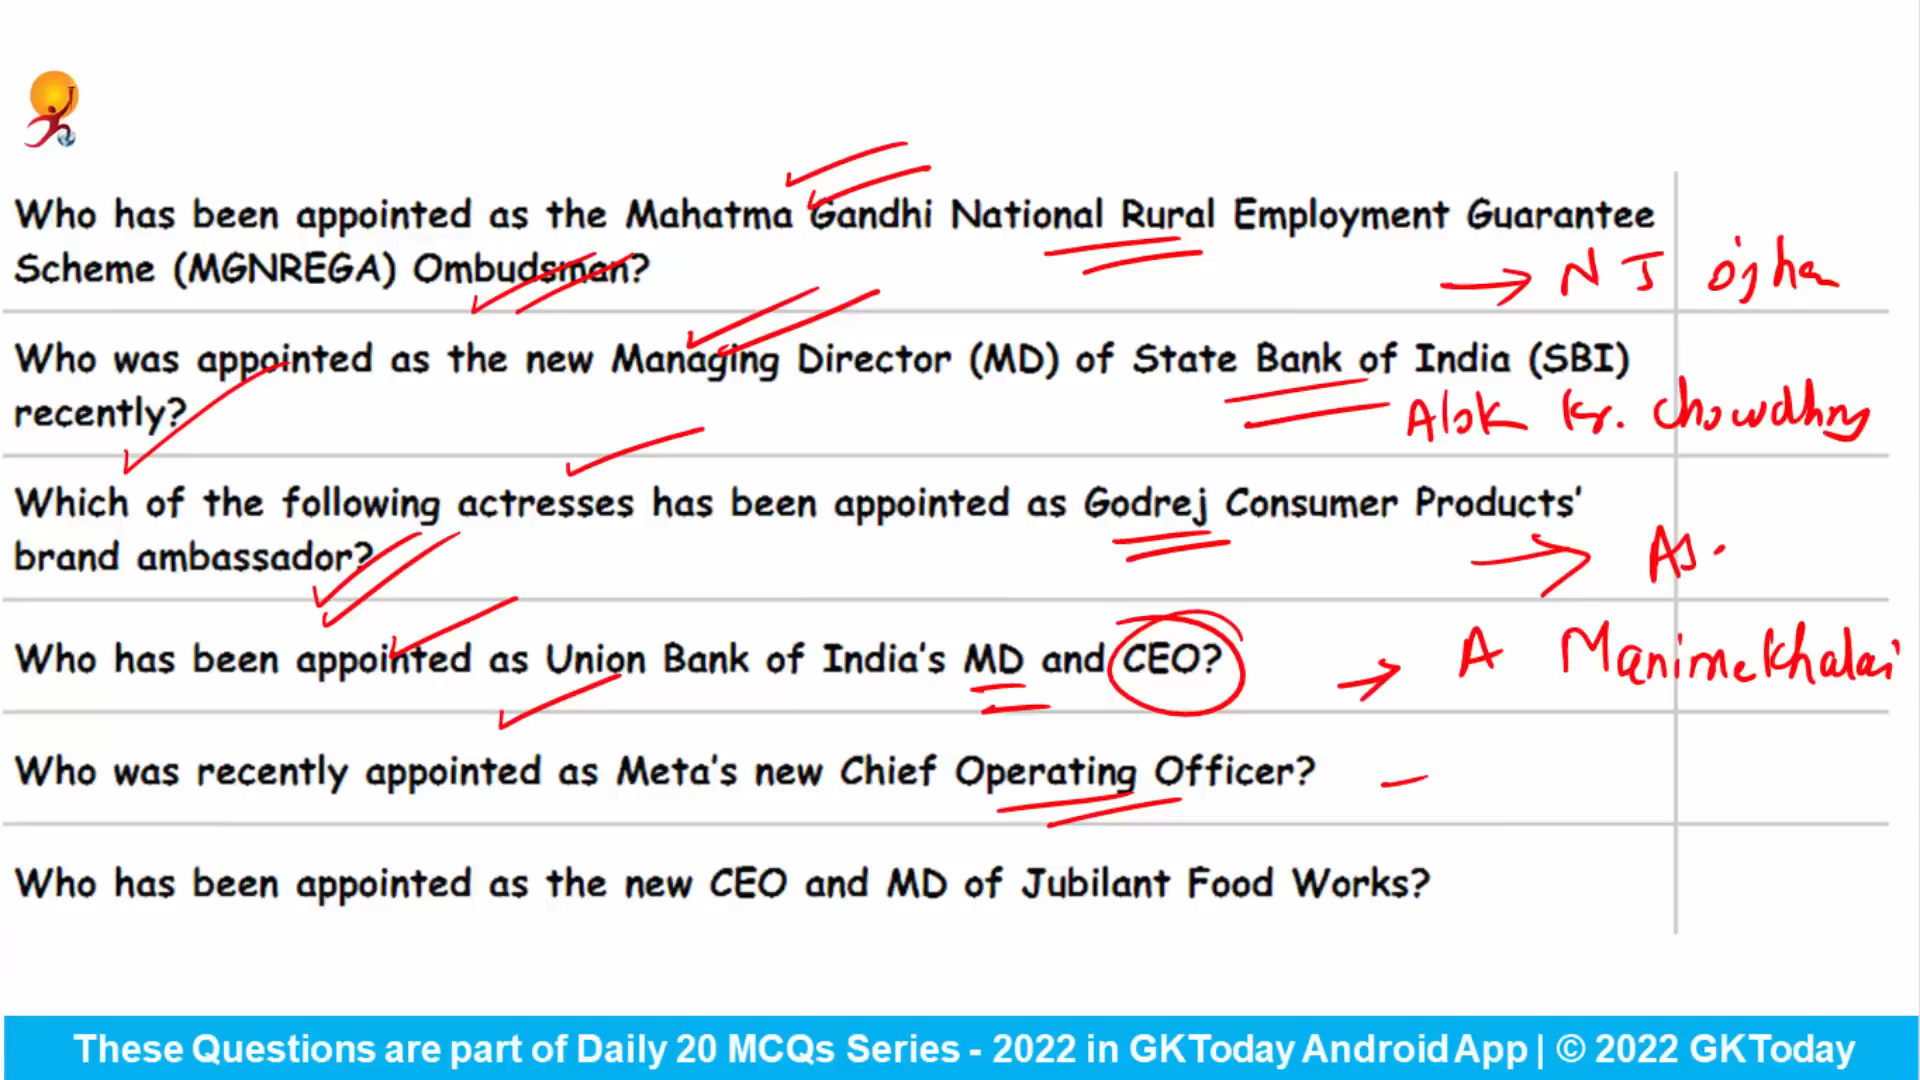 Who has been appointed as the Mahatma Gandhi National Rural Employment Guarantee
Scheme (MGNREGA) Ombudsman?
→ N J ojha
Who was appointed as the new Managing Director (MD) of State Bank of India (SBI)
recently?
Alok Kr. Chowdhry
Which of the following actresses has been appointed as Godrej Consumer Products'
brand ambassador?
→ As.
Who has been appointed as Union Bank of India's MD and CEO?
→ A Manimekhalai
Who was recently appointed as Meta's new Chief Operating Officer? -
Who has been appointed as the new CEO and MD of Jubilant Food Works?
These Questions are part of Daily 20 MCQs Series - 2022 in GKToday Android App | © 2022 GKToday